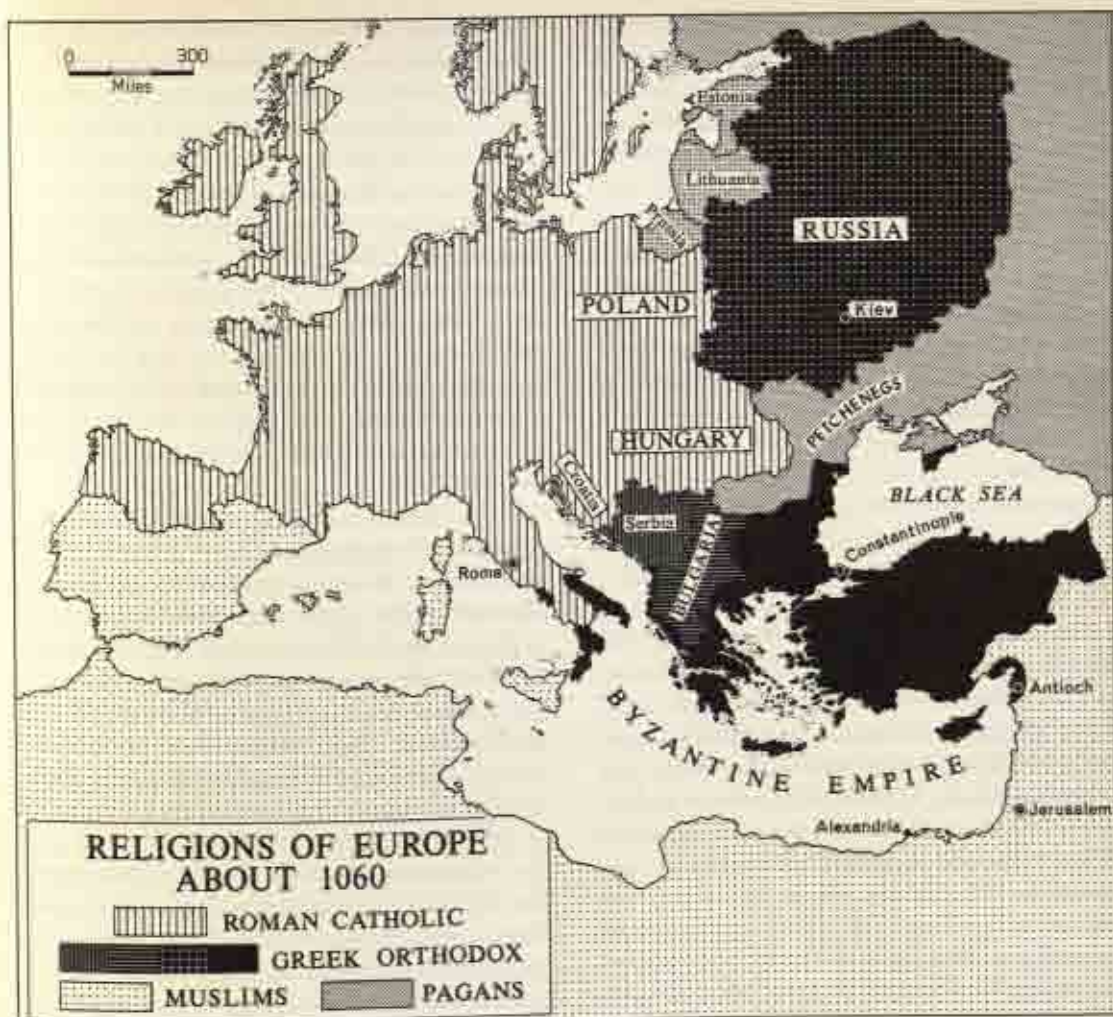 0 300
Miles
Estonia
Lithuania
Prussia
RUSSIA
POLAND
Kiev
PETCHENEGS
HUNGARY
Croatia
BLACK SEA
Serbia
BULGARIA
Constantinople
Rome
Antioch
BYZANTINE EMPIRE
Jerusalem
Alexandria
RELIGIONS OF EUROPE
ABOUT 1060
ROMAN CATHOLIC
GREEK ORTHODOX
MUSLIMS PAGANS